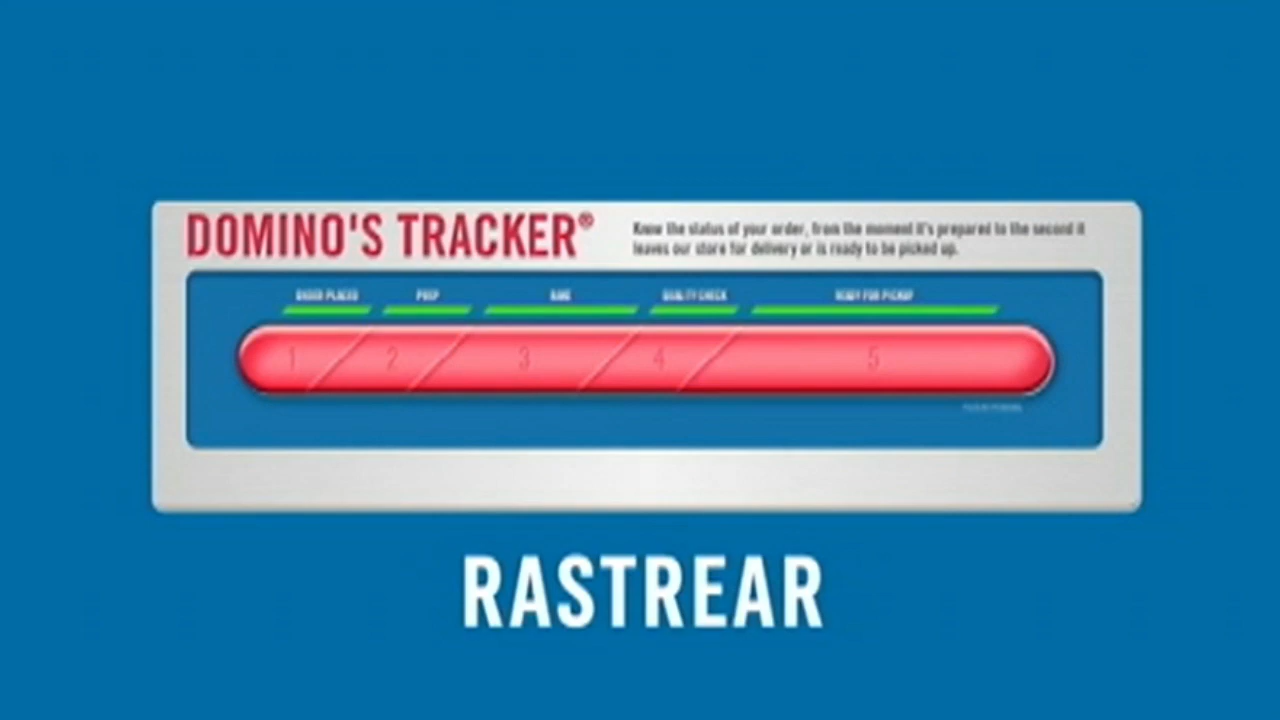 DOMINO'S TRACKER®
Know the status of your order, from the moment it's prepared to the second it
leaves our store for delivery or is ready to be picked up.
ORDER PLACED PREP BAKE QUALITY CHECK READY FOR PICKUP
1 2 3 4 5
RASTREAR